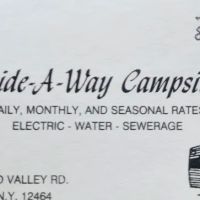 ide-A-Way Campsi
AILY, MONTHLY, AND SEASONAL RATES
ELECTRIC - WATER - SEWERAGE
D VALLEY RD.
N.Y. 12464